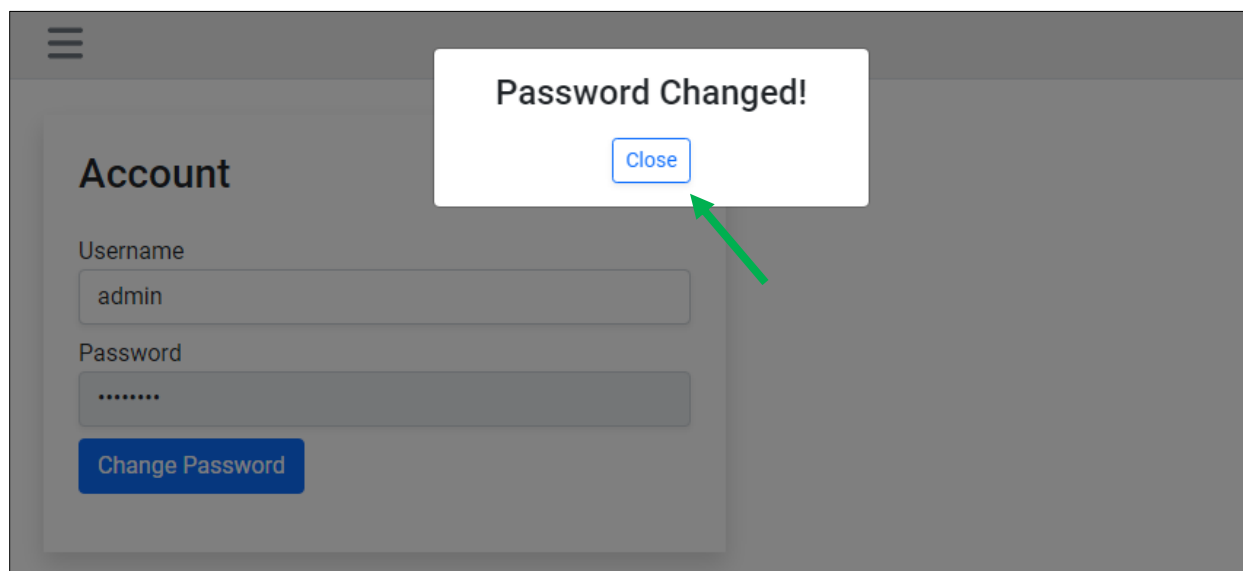 Password Changed!
Close
Account
Username
admin
Password
••••••••
Change Password